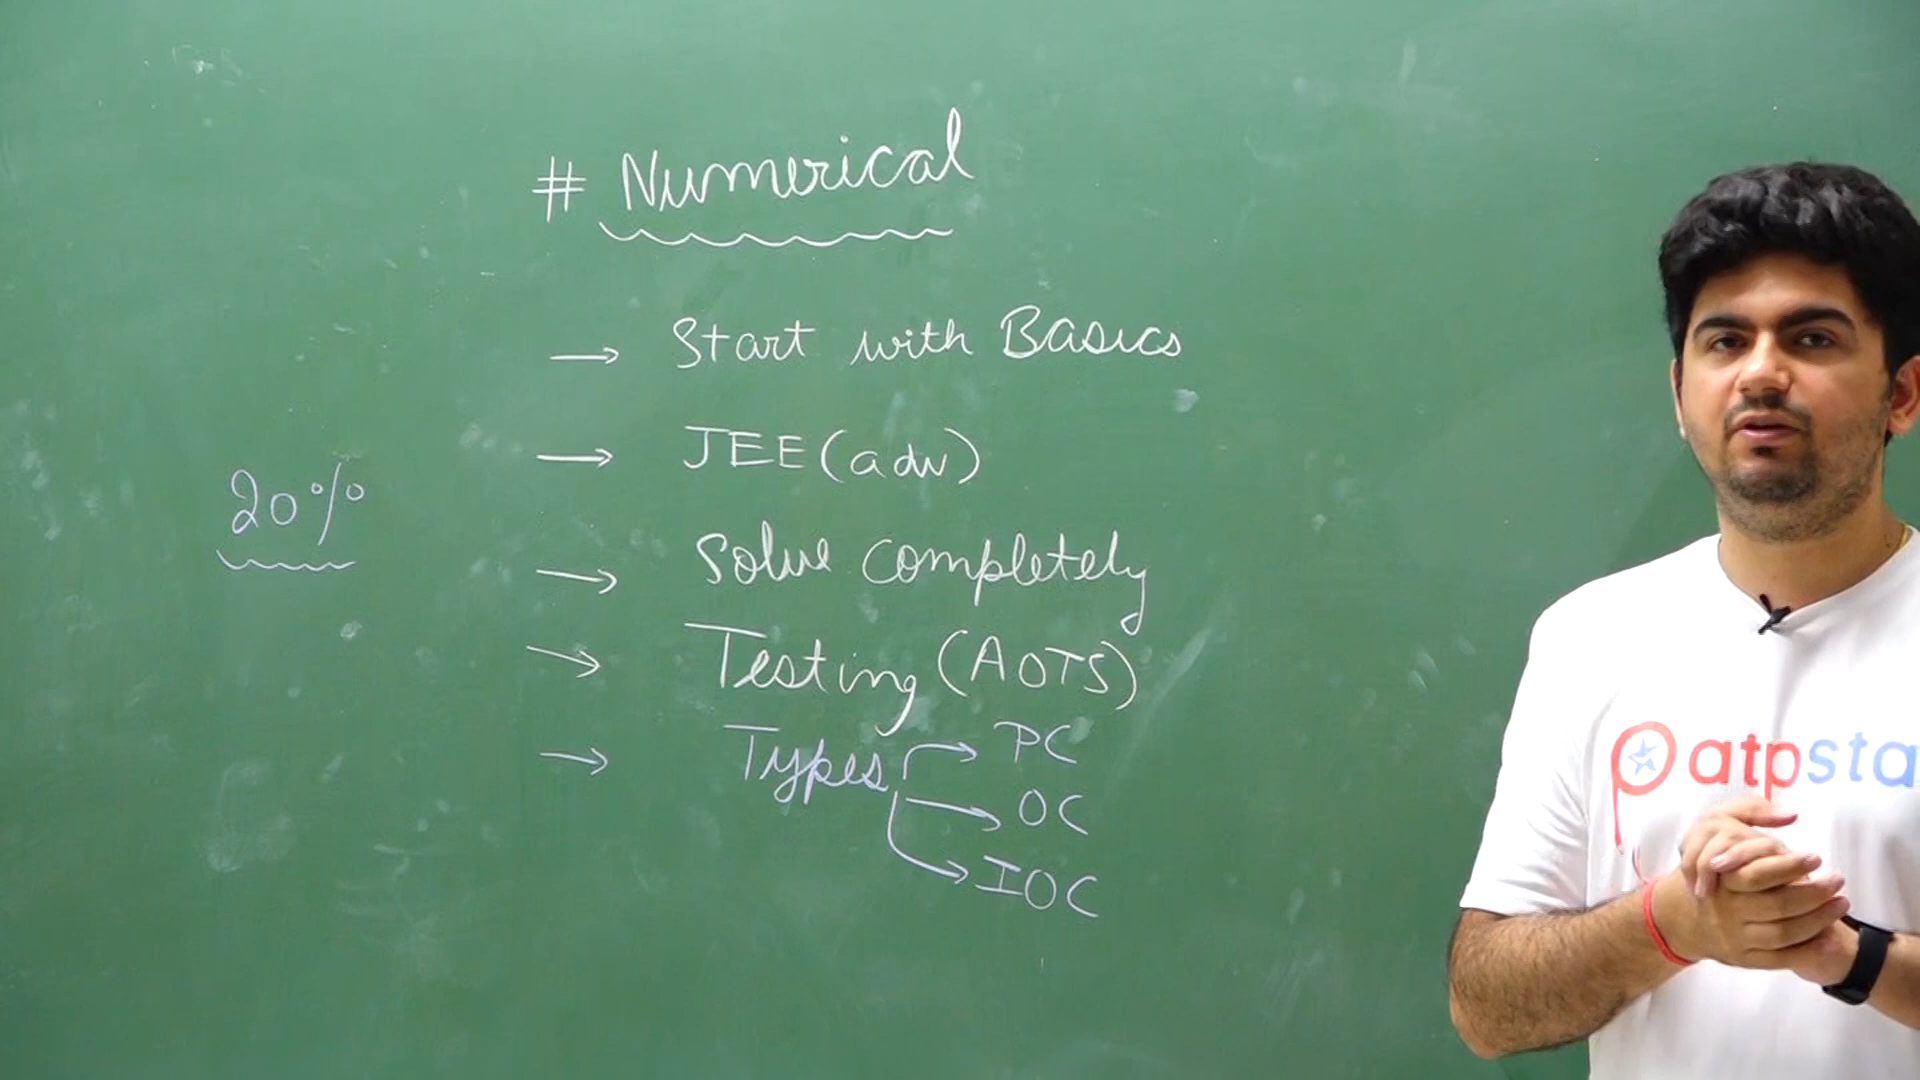 # Numerical
→ Start with Basics
→ JEE (adv)
20%
→ Solve completely
→ Testing (AOTS)
→ Types → PC
→ OC
→ IOC
atpsta